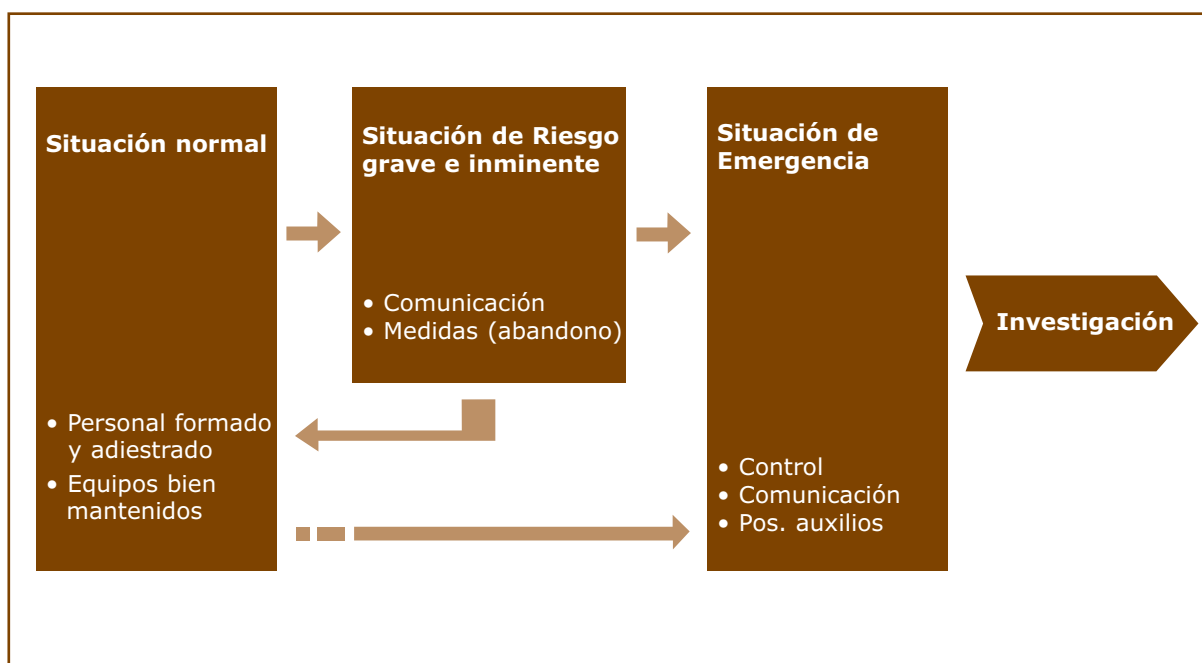 Situación normal
• Personal formado
y adiestrado
• Equipos bien
mantenidos
Situación de Riesgo
grave e inminente
• Comunicación
• Medidas (abandono)
Situación de
Emergencia
• Control
• Comunicación
• Pos. auxilios
Investigación